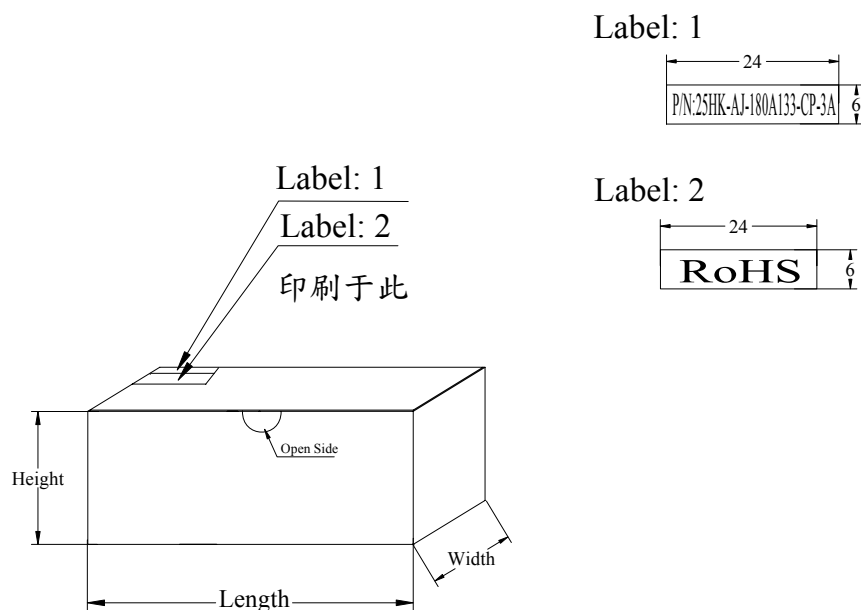 Label: 1
24
P/N:25HK-AJ-180A133-CP-3A
6
Label: 2
24
RoHS
6
Label: 1
Label: 2
印刷于此
Open Side
Height
Width
Length